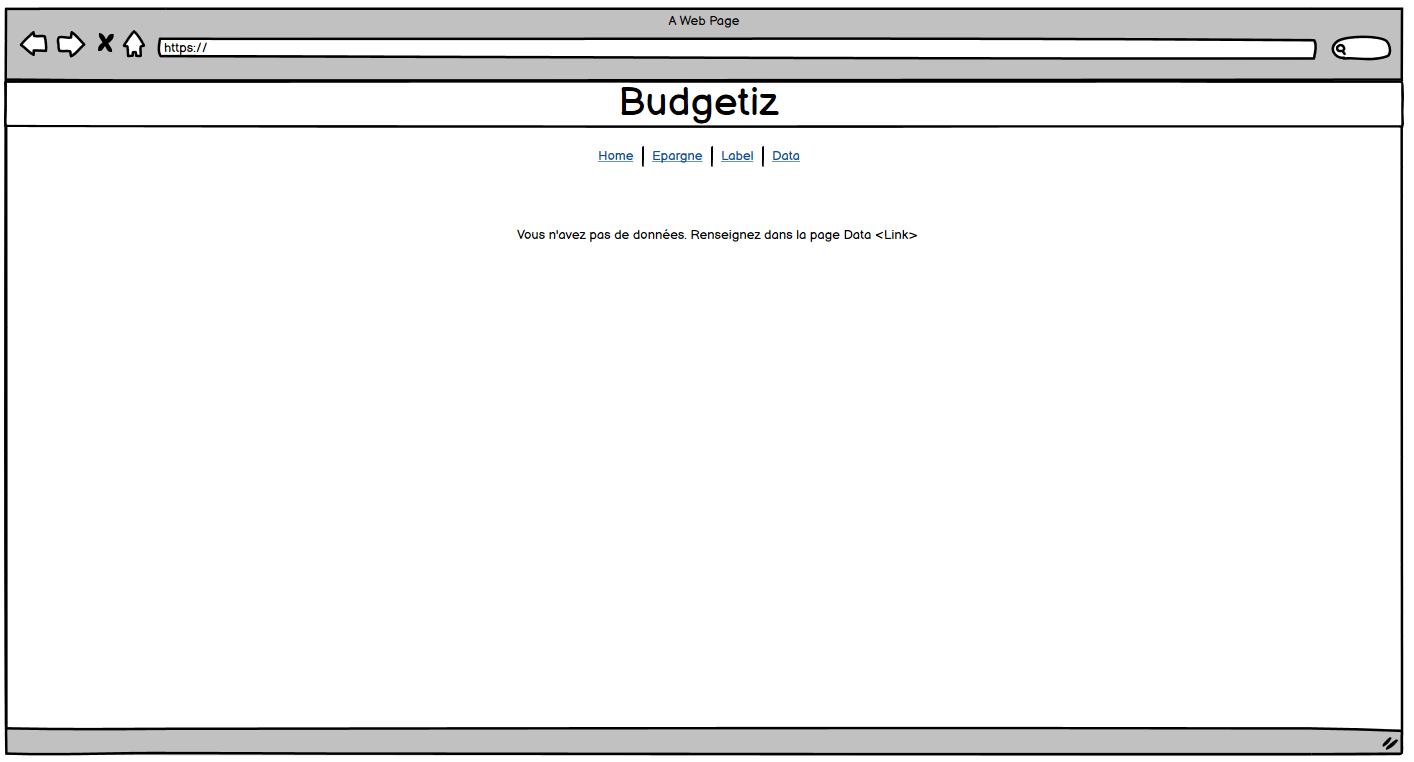 A Web Page
https://
Budgetiz
Home | Epargne | Label | Data
Vous n'avez pas de données. Renseignez dans la page Data <Link>